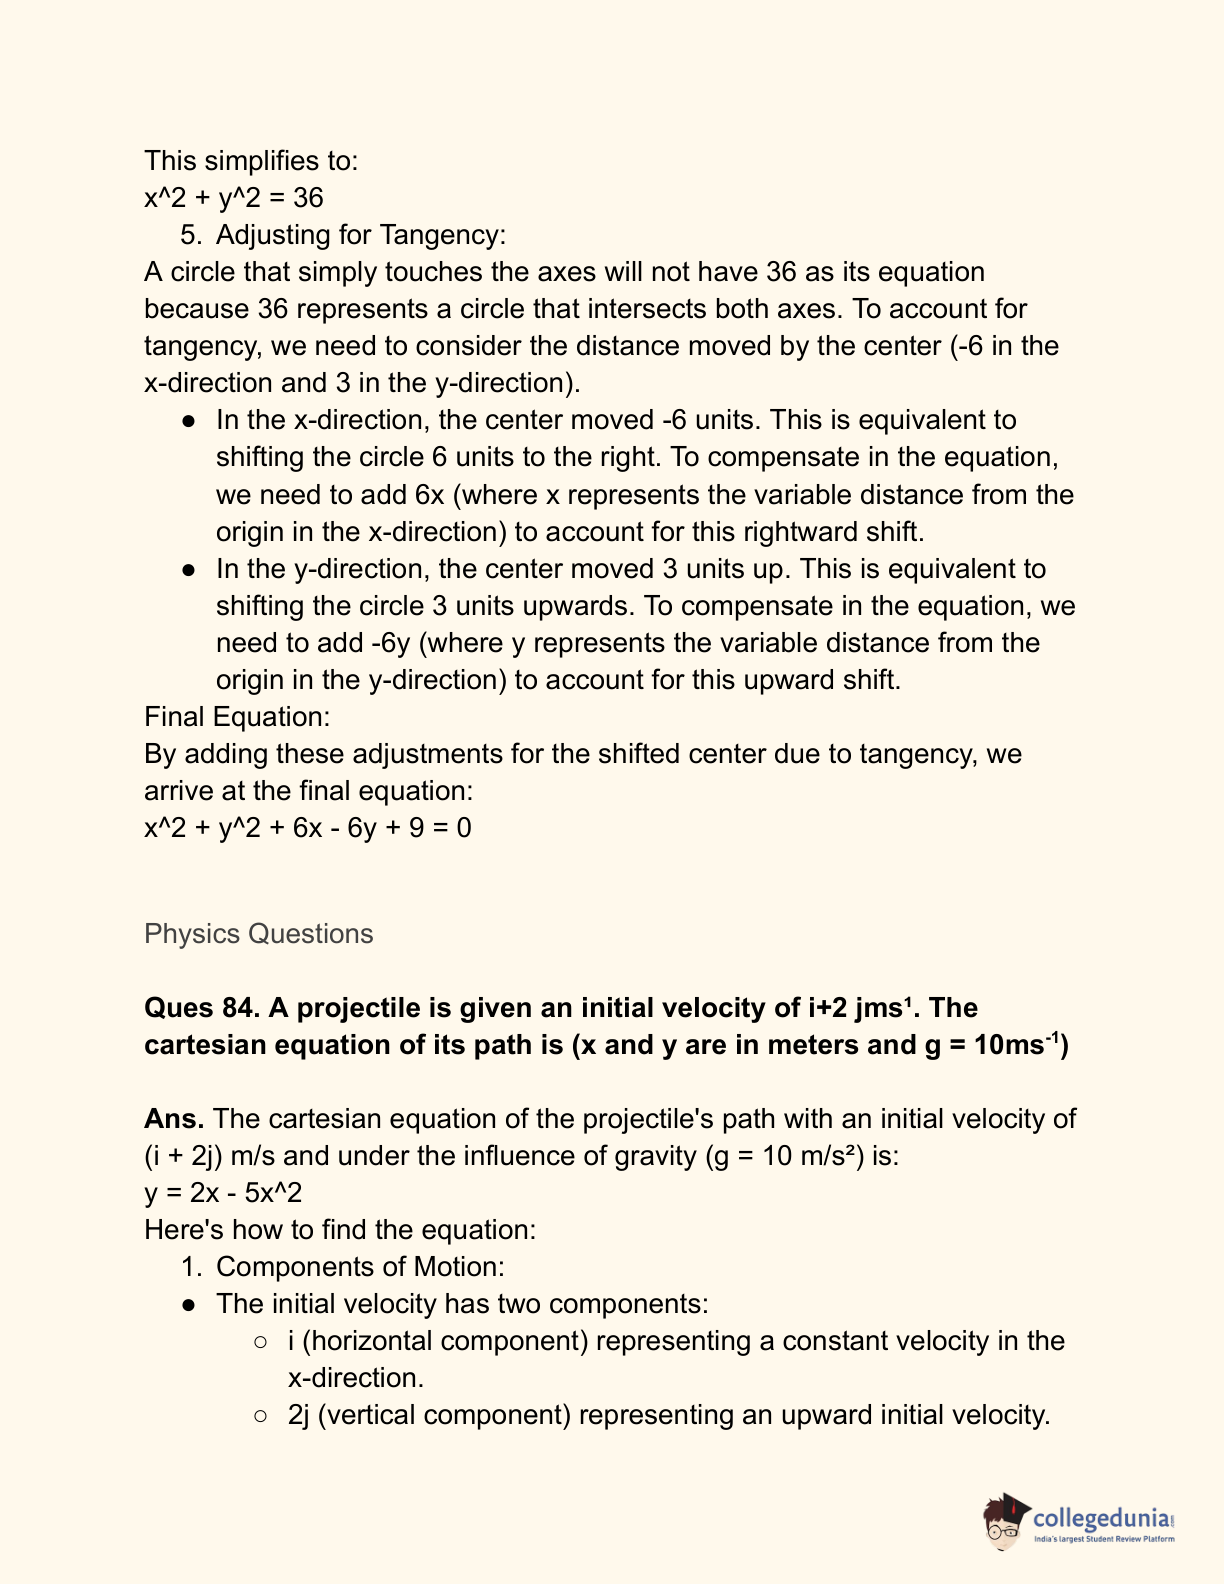 This simplifies to:
x^2 + y^2 = 36
5. Adjusting for Tangency:
A circle that simply touches the axes will not have 36 as its equation
because 36 represents a circle that intersects both axes. To account for
tangency, we need to consider the distance moved by the center (-6 in the
x-direction and 3 in the y-direction).
● In the x-direction, the center moved -6 units. This is equivalent to
shifting the circle 6 units to the right. To compensate in the equation,
we need to add 6x (where x represents the variable distance from the
origin in the x-direction) to account for this rightward shift.
● In the y-direction, the center moved 3 units up. This is equivalent to
shifting the circle 3 units upwards. To compensate in the equation, we
need to add -6y (where y represents the variable distance from the
origin in the y-direction) to account for this upward shift.
Final Equation:
By adding these adjustments for the shifted center due to tangency, we
arrive at the final equation:
x^2 + y^2 + 6x - 6y + 9 = 0
Physics Questions
Ques 84. A projectile is given an initial velocity of i+2 jms¹. The
cartesian equation of its path is (x and y are in meters and g = 10ms⁻¹)
Ans. The cartesian equation of the projectile's path with an initial velocity of
(i + 2j) m/s and under the influence of gravity (g = 10 m/s²) is:
y = 2x - 5x^2
Here's how to find the equation:
1. Components of Motion:
● The initial velocity has two components:
○ i (horizontal component) representing a constant velocity in the
x-direction.
○ 2j (vertical component) representing an upward initial velocity.
collegedunia.com
India's largest Student Review Platform